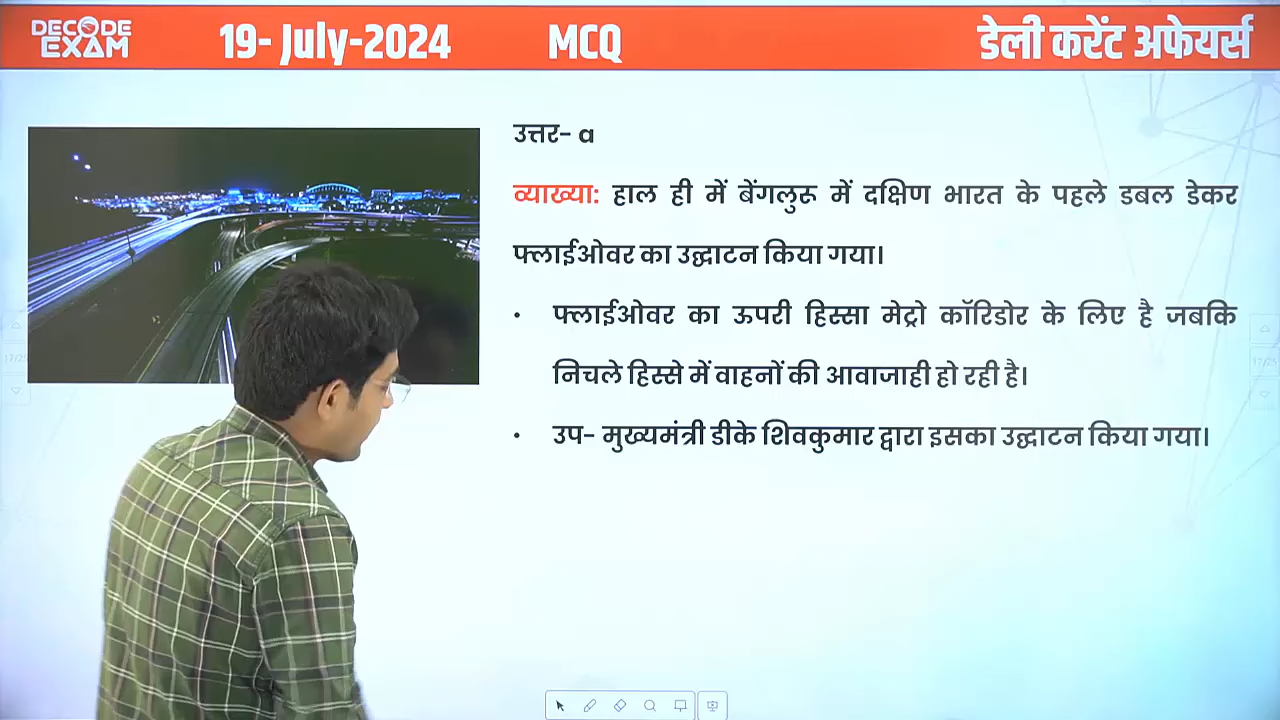 DECODE EXAM
19- July-2024
MCQ
डेली करेंट अफेयर्स
उत्तर- a
व्याख्या: हाल ही में बेंगलुरू में दक्षिण भारत के पहले डबल डेकर
फ्लाईओवर का उद्घाटन किया गया।
• फ्लाईओवर का ऊपरी हिस्सा मेट्रो कॉरिडोर के लिए है जबकि
निचले हिस्से में वाहनों की आवाजाही हो रही है।
• उप- मुख्यमंत्री डीके शिवकुमार द्वारा इसका उद्घाटन किया गया।